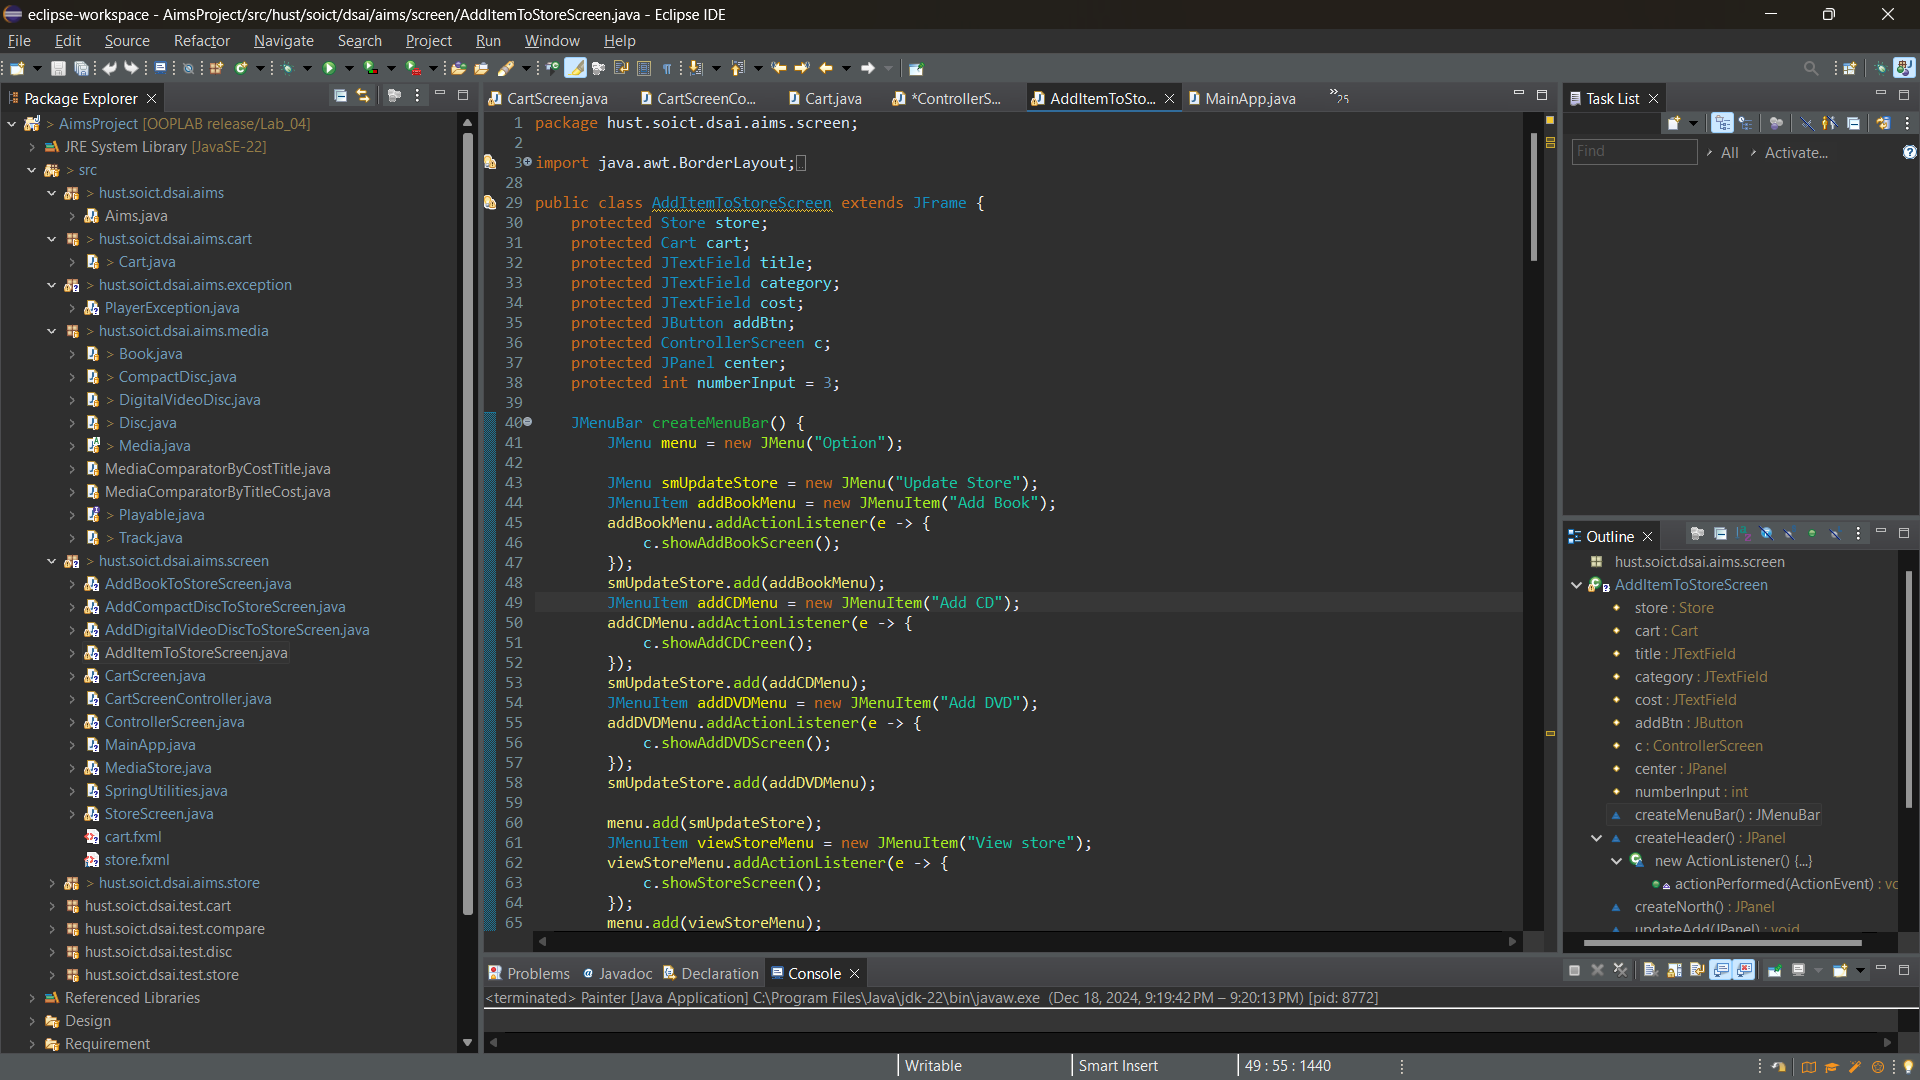 eclipse-workspace - AimsProject/src/hust/soict/dsai/aims/screen/AddItemToStoreScreen.java - Eclipse IDE
File Edit Source Refactor Navigate Search Project Run Window Help
Package Explorer
> AimsProject [OOPLAB release/Lab_04]
JRE System Library [JavaSE-22]
> src
> hust.soict.dsai.aims
Aims.java
> hust.soict.dsai.aims.cart
> Cart.java
> hust.soict.dsai.aims.exception
PlayerException.java
> hust.soict.dsai.aims.media
> Book.java
> CompactDisc.java
> DigitalVideoDisc.java
> Disc.java
> Media.java
MediaComparatorByCostTitle.java
MediaComparatorByTitleCost.java
> Playable.java
> Track.java
> hust.soict.dsai.aims.screen
AddBookToStoreScreen.java
AddCompactDiscToStoreScreen.java
AddDigitalVideoDiscToStoreScreen.java
AddItemToStoreScreen.java
CartScreen.java
CartScreenController.java
ControllerScreen.java
MainApp.java
MediaStore.java
SpringUtilities.java
StoreScreen.java
cart.fxml
store.fxml
> hust.soict.dsai.aims.store
hust.soict.dsai.test.cart
hust.soict.dsai.test.compare
hust.soict.dsai.test.disc
hust.soict.dsai.test.store
Referenced Libraries
Design
Requirement
CartScreen.java CartScreenCo... Cart.java *ControllerS... AddItemToSto... MainApp.java »25
1 package hust.soict.dsai.aims.screen;
2
3 import java.awt.BorderLayout;
28
29 public class AddItemToStoreScreen extends JFrame {
30 protected Store store;
31 protected Cart cart;
32 protected JTextField title;
33 protected JTextField category;
34 protected JTextField cost;
35 protected JButton addBtn;
36 protected ControllerScreen c;
37 protected JPanel center;
38 protected int numberInput = 3;
39
40 JMenuBar createMenuBar() {
41 JMenu menu = new JMenu("Option");
42
43 JMenu smUpdateStore = new JMenu("Update Store");
44 JMenuItem addBookMenu = new JMenuItem("Add Book");
45 addBookMenu.addActionListener(e -> {
46 c.showAddBookScreen();
47 });
48 smUpdateStore.add(addBookMenu);
49 JMenuItem addCDMenu = new JMenuItem("Add CD");
50 addCDMenu.addActionListener(e -> {
51 c.showAddCDCreen();
52 });
53 smUpdateStore.add(addCDMenu);
54 JMenuItem addDVDMenu = new JMenuItem("Add DVD");
55 addDVDMenu.addActionListener(e -> {
56 c.showAddDVDScreen();
57 });
58 smUpdateStore.add(addDVDMenu);
59
60 menu.add(smUpdateStore);
61 JMenuItem viewStoreMenu = new JMenuItem("View store");
62 viewStoreMenu.addActionListener(e -> {
63 c.showStoreScreen();
64 });
65 menu.add(viewStoreMenu);
Task List
Find
All
Activate...
Outline
hust.soict.dsai.aims.screen
AddItemToStoreScreen
store : Store
cart : Cart
title : JTextField
category : JTextField
cost : JTextField
addBtn : JButton
c : ControllerScreen
center : JPanel
numberInput : int
createMenuBar() : JMenuBar
createHeader() : JPanel
new ActionListener() {...}
actionPerformed(ActionEvent) : vo
createNorth() : JPanel
updateAdd(JPanel) : void
Problems Javadoc Declaration Console
<terminated> Painter [Java Application] C:\Program Files\Java\jdk-22\bin\javaw.exe (Dec 18, 2024, 9:19:42 PM – 9:20:13 PM) [pid: 8772]
Writable Smart Insert 49 : 55 : 1440